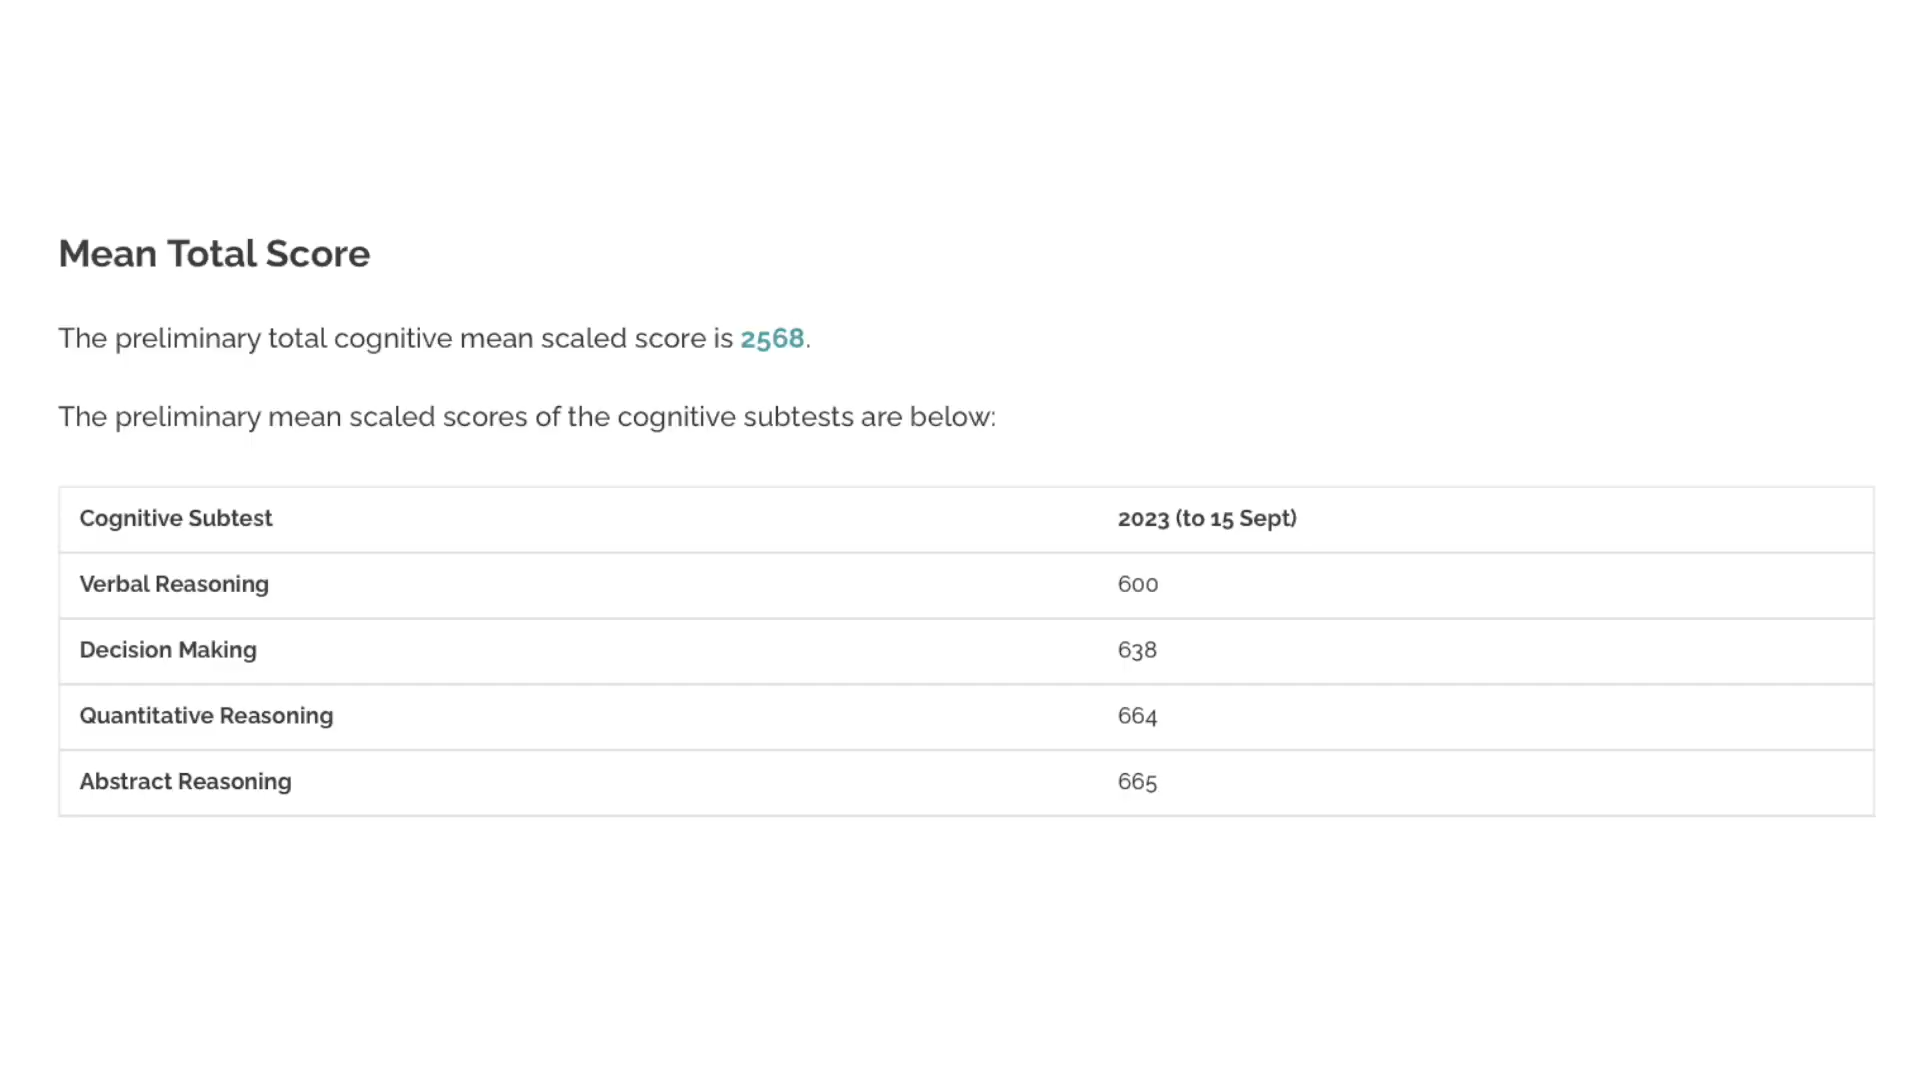 Mean Total Score
The preliminary total cognitive mean scaled score is 2568.
The preliminary mean scaled scores of the cognitive subtests are below:
Cognitive Subtest 2023 (to 15 Sept)
Verbal Reasoning 600
Decision Making 638
Quantitative Reasoning 664
Abstract Reasoning 665